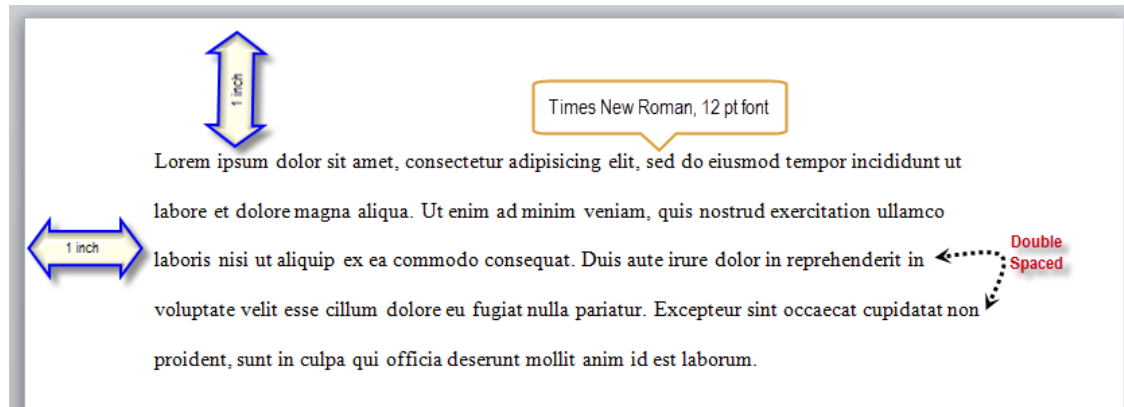 1 inch
Times New Roman, 12 pt font
Lorem ipsum dolor sit amet, consectetur adipisicing elit, sed do eiusmod tempor incididunt ut
labore et dolore magna aliqua. Ut enim ad minim veniam, quis nostrud exercitation ullamco
1 inch
laboris nisi ut aliquip ex ea commodo consequat. Duis aute irure dolor in reprehenderit in
Double
Spaced
voluptate velit esse cillum dolore eu fugiat nulla pariatur. Excepteur sint occaecat cupidatat non
proident, sunt in culpa qui officia deserunt mollit anim id est laborum.